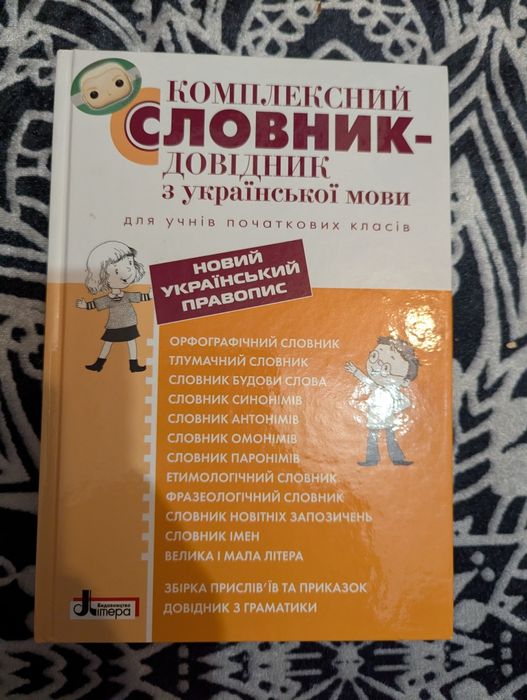 КОМПЛЕКСНИЙ
СЛОВНИК-
ДОВІДНИК
з української мови
для учнів початкових класів
НОВИЙ
УКРАЇНСЬКИЙ
ПРАВОПИС
ОРФОГРАФІЧНИЙ СЛОВНИК
ТЛУМАЧНИЙ СЛОВНИК
СЛОВНИК БУДОВИ СЛОВА
СЛОВНИК СИНОНІМІВ
СЛОВНИК АНТОНІМІВ
СЛОВНИК ОМОНІМІВ
СЛОВНИК ПАРОНІМІВ
ЕТИМОЛОГІЧНИЙ СЛОВНИК
ФРАЗЕОЛОГІЧНИЙ СЛОВНИК
СЛОВНИК НОВІТНІХ ЗАПОЗИЧЕНЬ
СЛОВНИК ІМЕН
ВЕЛИКА І МАЛА ЛІТЕРА
ЗБІРКА ПРИСЛІВ'ЇВ ТА ПРИКАЗОК
ДОВІДНИК З ГРАМАТИКИ
Видавництво
Літера